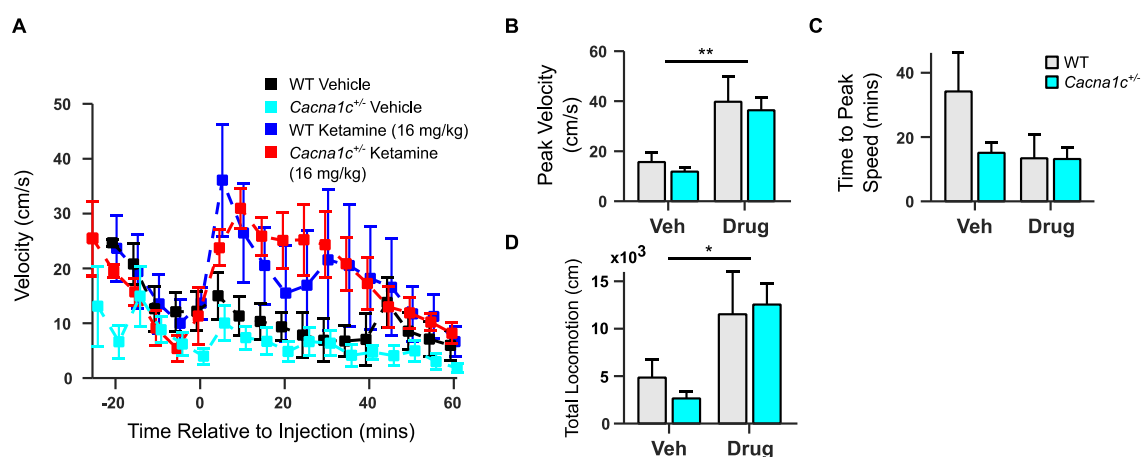 A
WT Vehicle
Cacna1c+/- Vehicle
WT Ketamine (16 mg/kg)
Cacna1c+/- Ketamine
(16 mg/kg)
50
40
30
20
10
0
Velocity (cm/s)
-20
0
20
40
60
Time Relative to Injection (mins)
B
60
40
20
0
Peak Velocity
(cm/s)
**
Veh
Drug
C
WT
Cacna1c+/-
60
40
20
0
Time to Peak
Speed (mins)
Veh
Drug
D
x10³
15
10
5
0
Total Locomotion (cm)
*
Veh
Drug